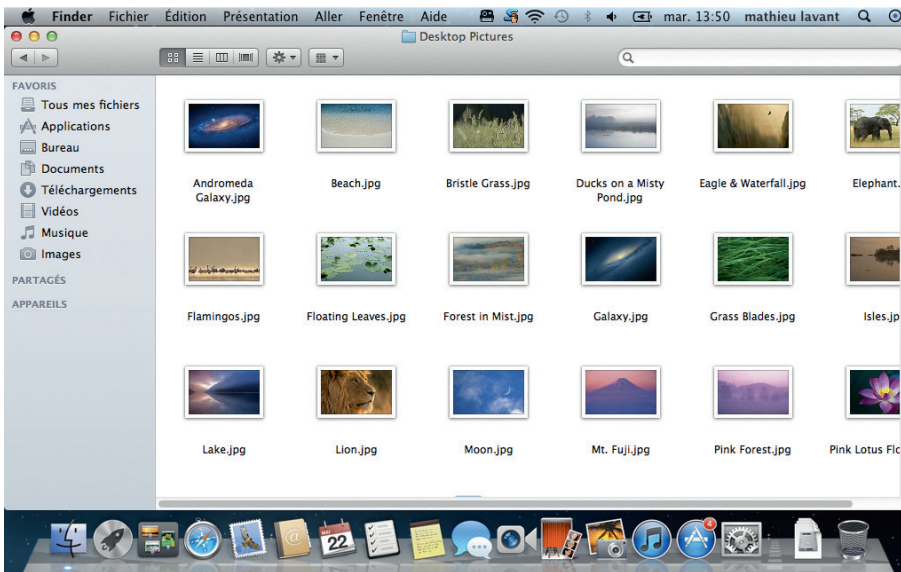 Finder Fichier Édition Présentation Aller Fenêtre Aide mar. 13:50 mathieu lavant
Desktop Pictures
FAVORIS
Tous mes fichiers
Applications
Bureau
Documents
Téléchargements
Vidéos
Musique
Images
PARTAGÉS
APPAREILS
Andromeda
Galaxy.jpg
Beach.jpg
Bristle Grass.jpg
Ducks on a Misty
Pond.jpg
Eagle & Waterfall.jpg
Elephant.
Flamingos.jpg
Floating Leaves.jpg
Forest in Mist.jpg
Galaxy.jpg
Grass Blades.jpg
Isles.jp
Lake.jpg
Lion.jpg
Moon.jpg
Mt. Fuji.jpg
Pink Forest.jpg
Pink Lotus Flo
22
4